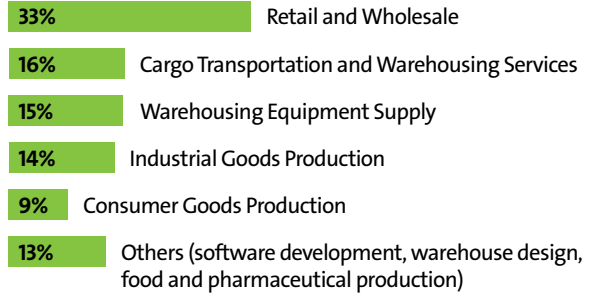 33% Retail and Wholesale
16% Cargo Transportation and Warehousing Services
15% Warehousing Equipment Supply
14% Industrial Goods Production
9% Consumer Goods Production
13% Others (software development, warehouse design,
food and pharmaceutical production)